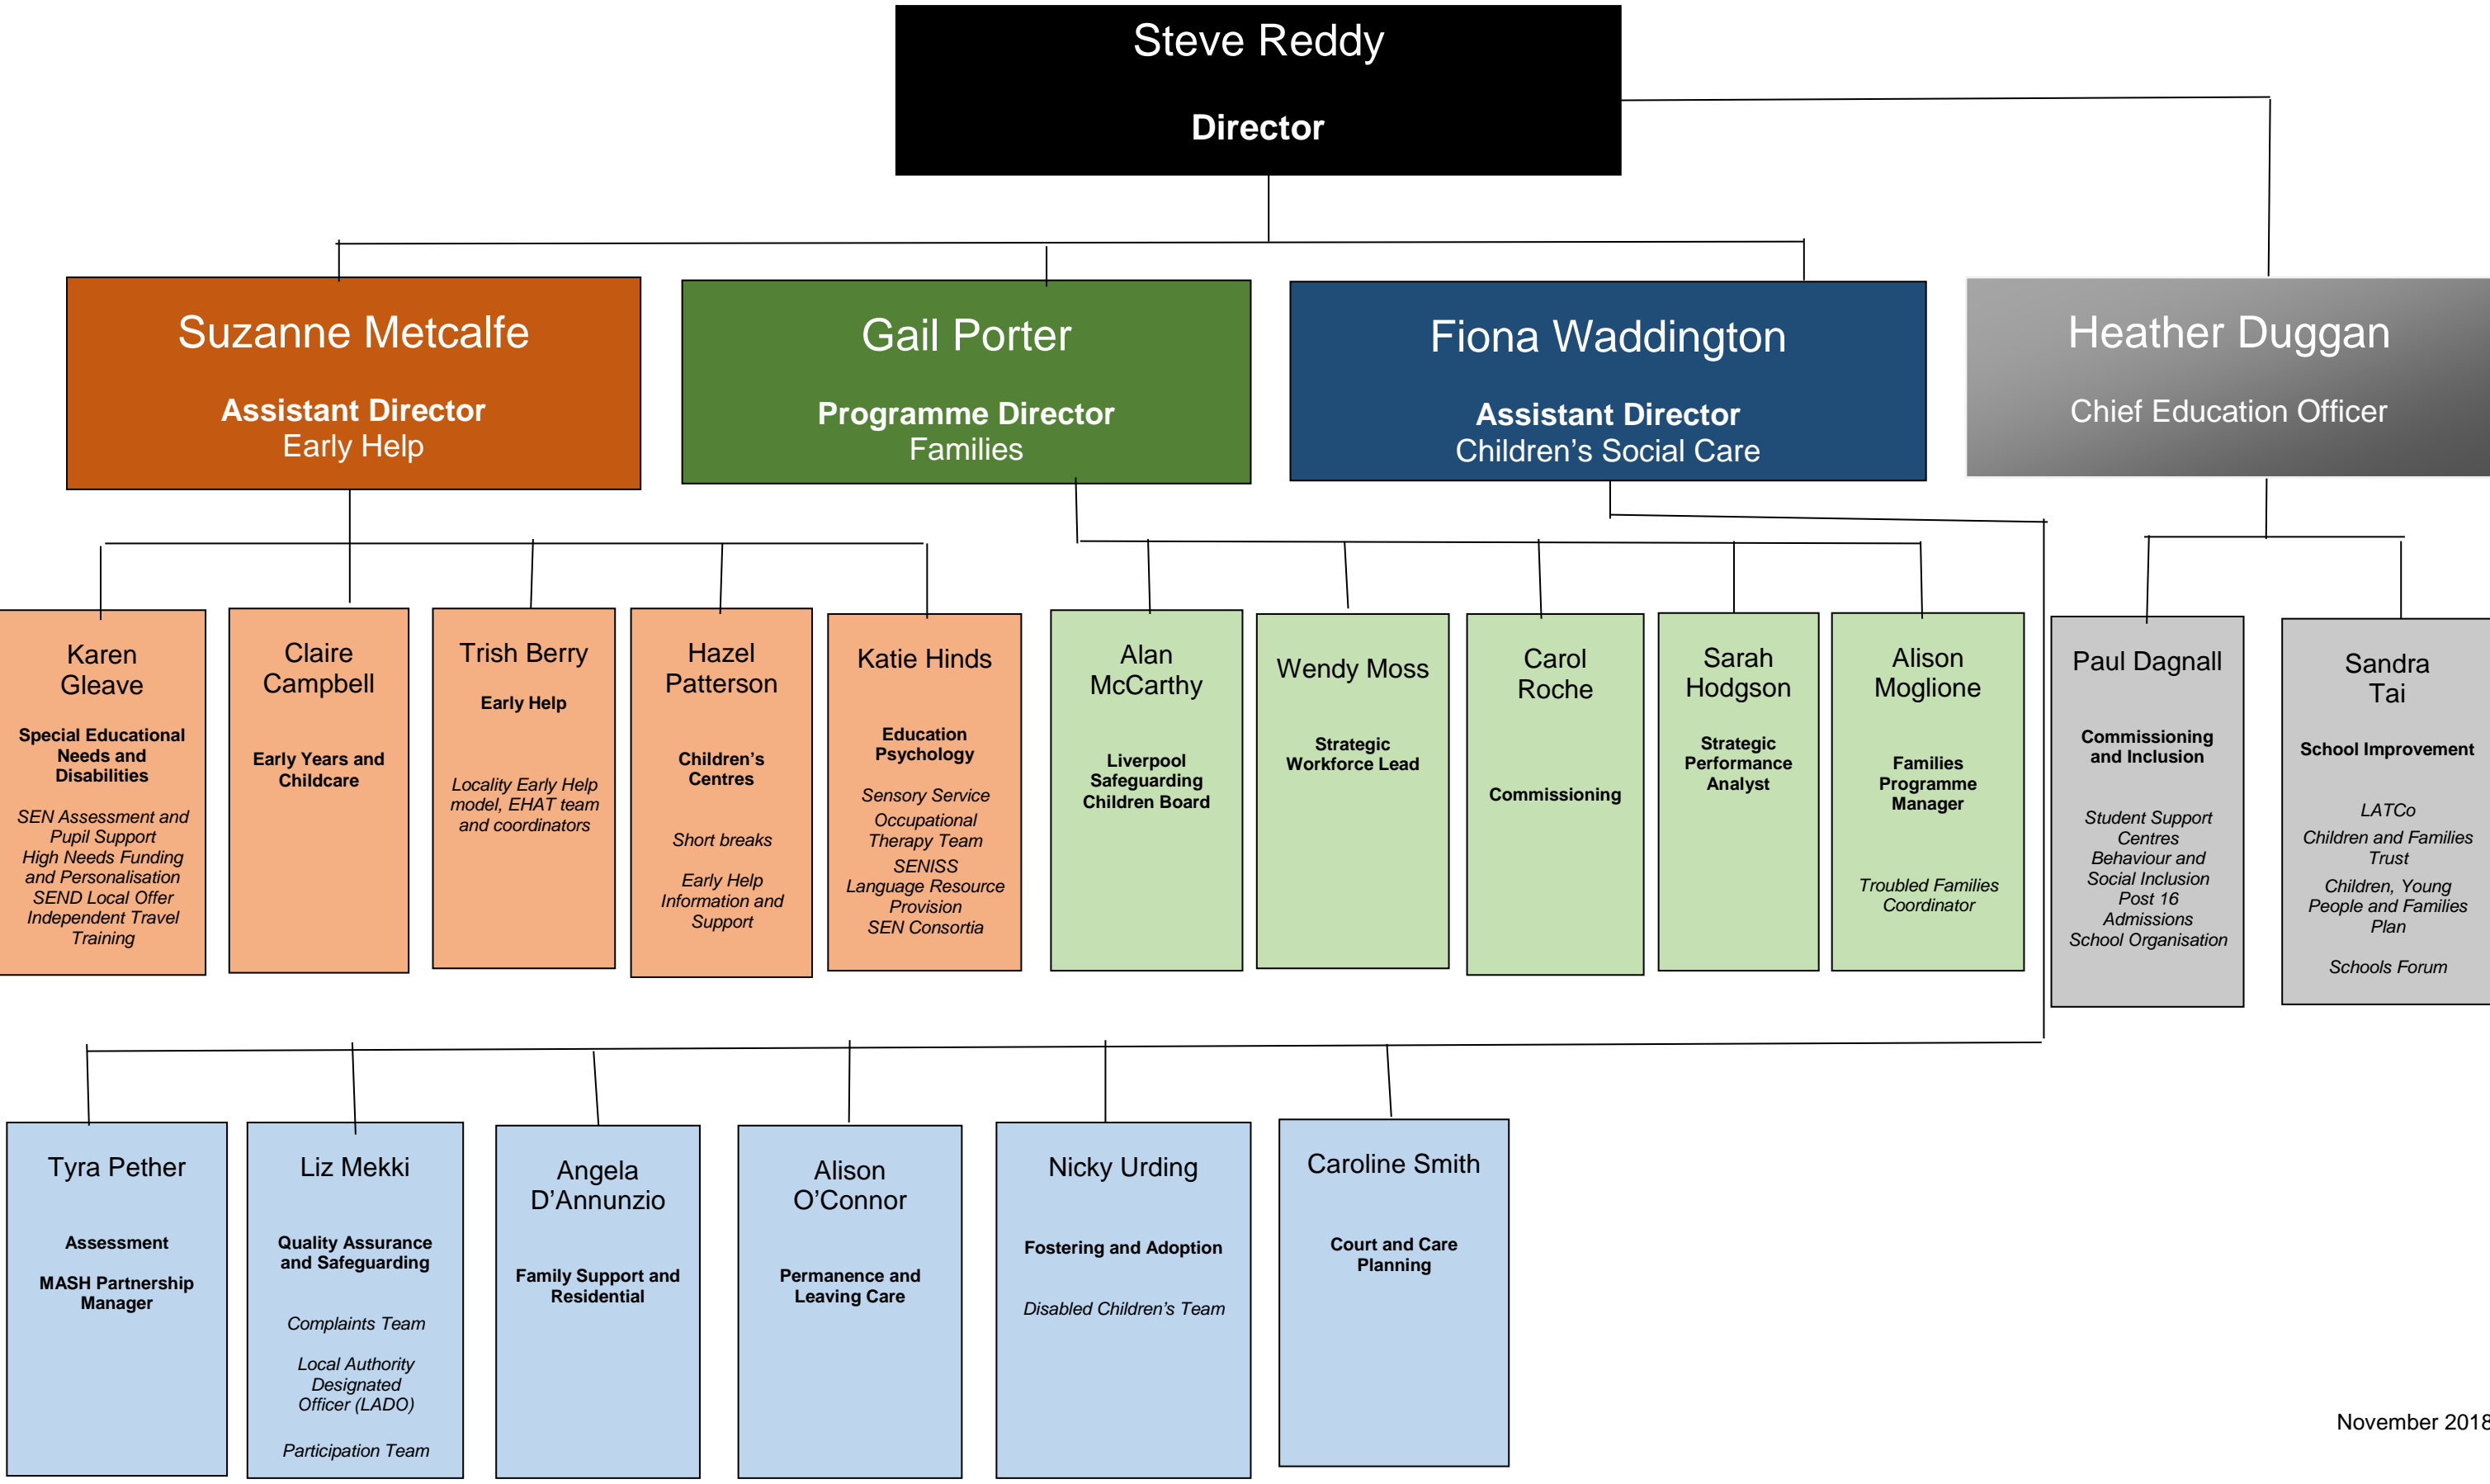 Steve Reddy
Director
Suzanne Metcalfe
Assistant Director
Early Help
Gail Porter
Programme Director
Families
Fiona Waddington
Assistant Director
Children’s Social Care
Heather Duggan
Chief Education Officer
Karen
Gleave
Special Educational
Needs and
Disabilities
SEN Assessment and
Pupil Support
High Needs Funding
and Personalisation
SEND Local Offer
Independent Travel
Training
Claire
Campbell
Early Years and
Childcare
Trish Berry
Early Help
Locality Early Help
model, EHAT team
and coordinators
Hazel
Patterson
Children’s
Centres
Short breaks
Early Help
Information and
Support
Katie Hinds
Education
Psychology
Sensory Service
Occupational
Therapy Team
SENISS
Language Resource
Provision
SEN Consortia
Alan
McCarthy
Liverpool
Safeguarding
Children Board
Wendy Moss
Strategic
Workforce Lead
Carol
Roche
Commissioning
Sarah
Hodgson
Strategic
Performance
Analyst
Alison
Moglione
Families
Programme
Manager
Troubled Families
Coordinator
Paul Dagnall
Commissioning
and Inclusion
Student Support
Centres
Behaviour and
Social Inclusion
Post 16
Admissions
School Organisation
Sandra
Tai
School Improvement
LATCo
Children and Families
Trust
Children, Young
People and Families
Plan
Schools Forum
Tyra Pether
Assessment
MASH Partnership
Manager
Liz Mekki
Quality Assurance
and Safeguarding
Complaints Team
Local Authority
Designated
Officer (LADO)
Participation Team
Angela
D’Annunzio
Family Support and
Residential
Alison
O’Connor
Permanence and
Leaving Care
Nicky Urding
Fostering and Adoption
Disabled Children’s Team
Caroline Smith
Court and Care
Planning
November 2018